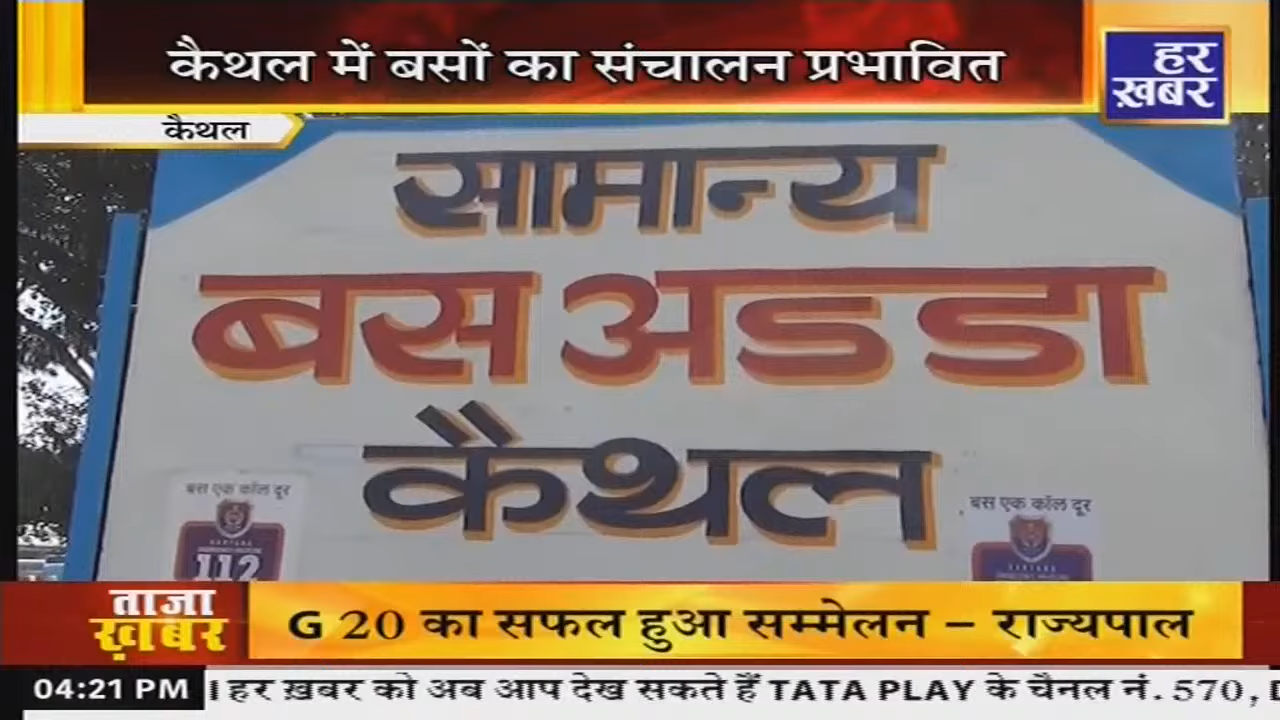 कैथल में बसों का संचालन प्रभावित
हर
ख़बर
कैथल
सामान्य
बस अडडा
कैथल
बस एक कॉल दूर
112
बस एक कॉल दूर
ताजा
ख़बर
G 20 का सफल हुआ सम्मेलन – राज्यपाल
04:21 PM
। हर ख़बर को अब आप देख सकते हैं TATA PLAY के चैनल नं. 570,